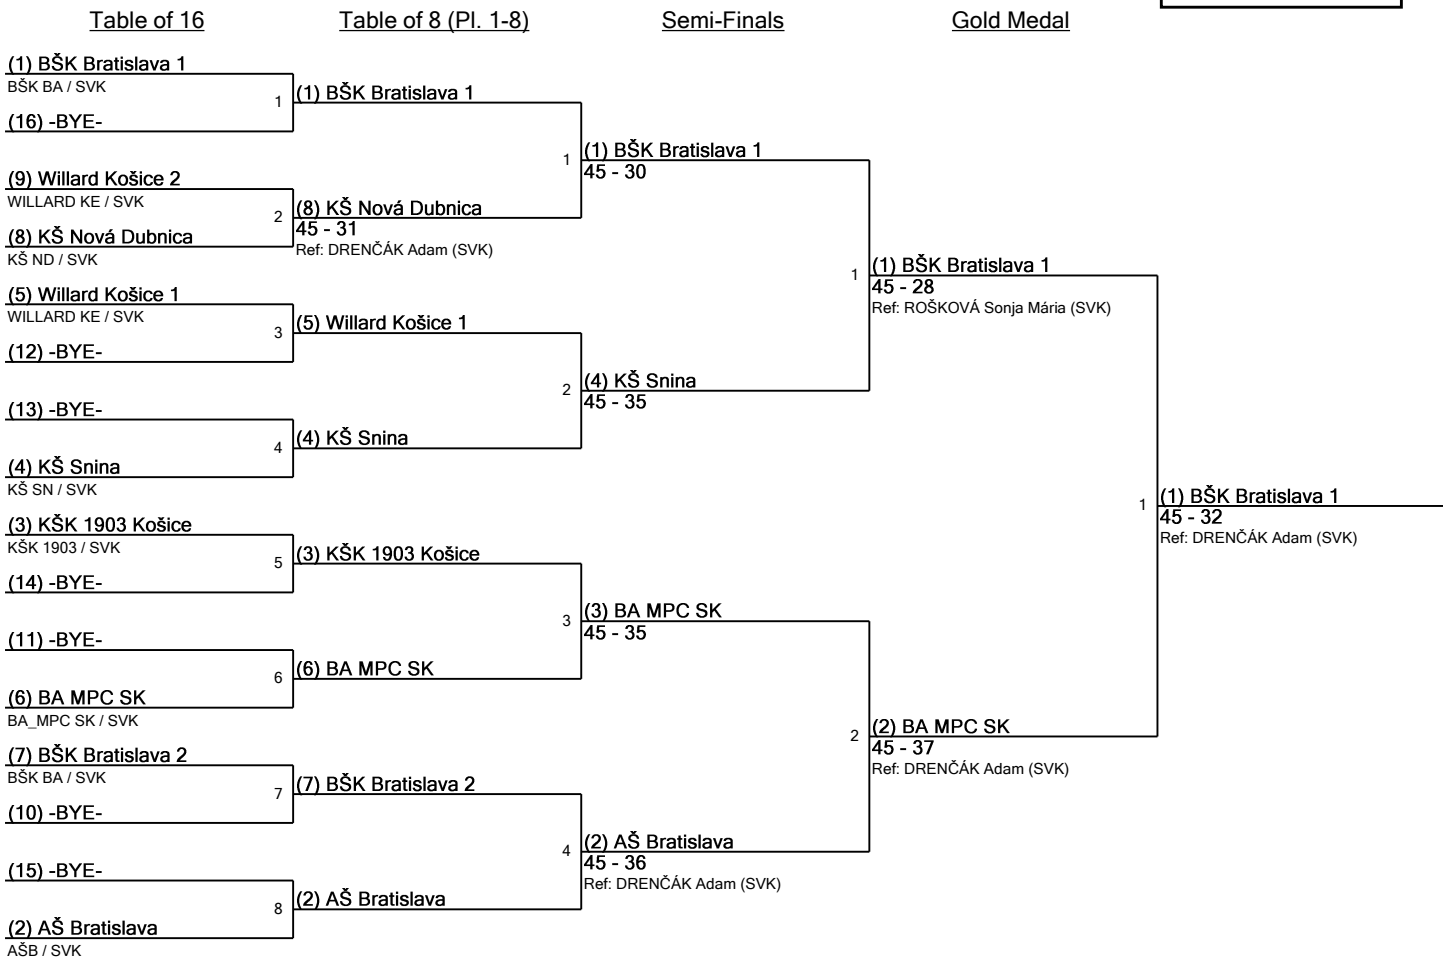 Table of 16
Table of 8 (Pl. 1-8)
Semi-Finals
Gold Medal
(1) BŠK Bratislava 1
BŠK BA / SVK
(16) -BYE-
1
(9) Willard Košice 2
WILLARD KE / SVK
(8) KŠ Nová Dubnica
KŠ ND / SVK
2
(5) Willard Košice 1
WILLARD KE / SVK
(12) -BYE-
3
(13) -BYE-
(4) KŠ Snina
KŠ SN / SVK
4
(3) KŠK 1903 Košice
KŠK 1903 / SVK
(14) -BYE-
5
(11) -BYE-
(6) BA MPC SK
BA_MPC SK / SVK
6
(7) BŠK Bratislava 2
BŠK BA / SVK
(10) -BYE-
7
(15) -BYE-
(2) AŠ Bratislava
AŠB / SVK
8
(1) BŠK Bratislava 1
(8) KŠ Nová Dubnica
45 - 31
Ref: DRENČÁK Adam (SVK)
1
(5) Willard Košice 1
(4) KŠ Snina
2
(3) KŠK 1903 Košice
(6) BA MPC SK
3
(7) BŠK Bratislava 2
(2) AŠ Bratislava
4
(1) BŠK Bratislava 1
45 - 30
(4) KŠ Snina
45 - 35
1
(3) BA MPC SK
45 - 35
(2) AŠ Bratislava
45 - 36
Ref: DRENČÁK Adam (SVK)
2
(1) BŠK Bratislava 1
45 - 28
Ref: ROŠKOVÁ Sonja Mária (SVK)
(2) BA MPC SK
45 - 37
Ref: DRENČÁK Adam (SVK)
1
(1) BŠK Bratislava 1
45 - 32
Ref: DRENČÁK Adam (SVK)